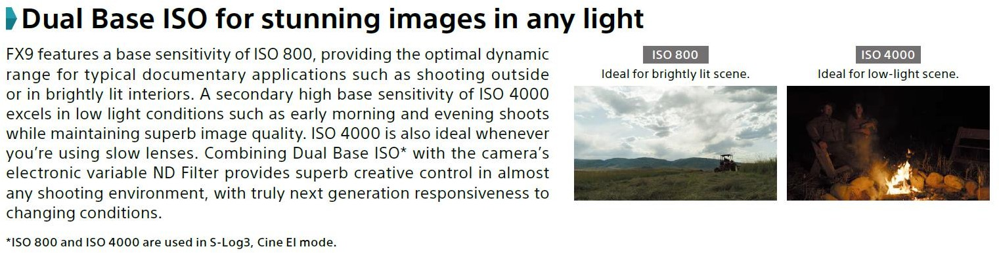 Dual Base ISO for stunning images in any light
FX9 features a base sensitivity of ISO 800, providing the optimal dynamic
range for typical documentary applications such as shooting outside
or in brightly lit interiors. A secondary high base sensitivity of ISO 4000
excels in low light conditions such as early morning and evening shoots
while maintaining superb image quality. ISO 4000 is also ideal whenever
you're using slow lenses. Combining Dual Base ISO* with the camera's
electronic variable ND Filter provides superb creative control in almost
any shooting environment, with truly next generation responsiveness to
changing conditions.
*ISO 800 and ISO 4000 are used in S-Log3, Cine EI mode.
ISO 800
Ideal for brightly lit scene.
ISO 4000
Ideal for low-light scene.